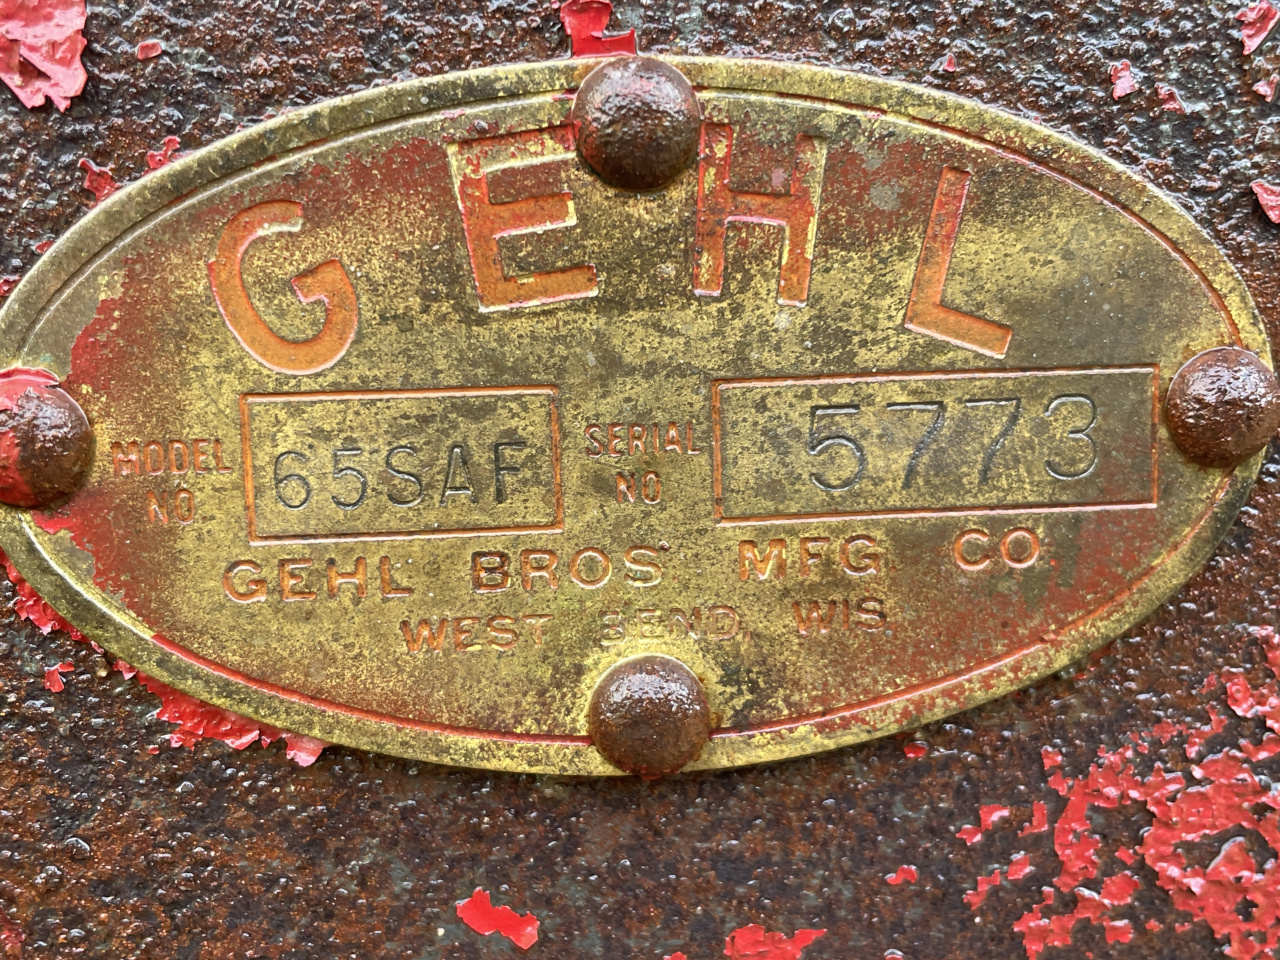 GEHL
MODEL NO 65SAF SERIAL NO 5773
GEHL BROS MFG CO
WEST BEND, WIS